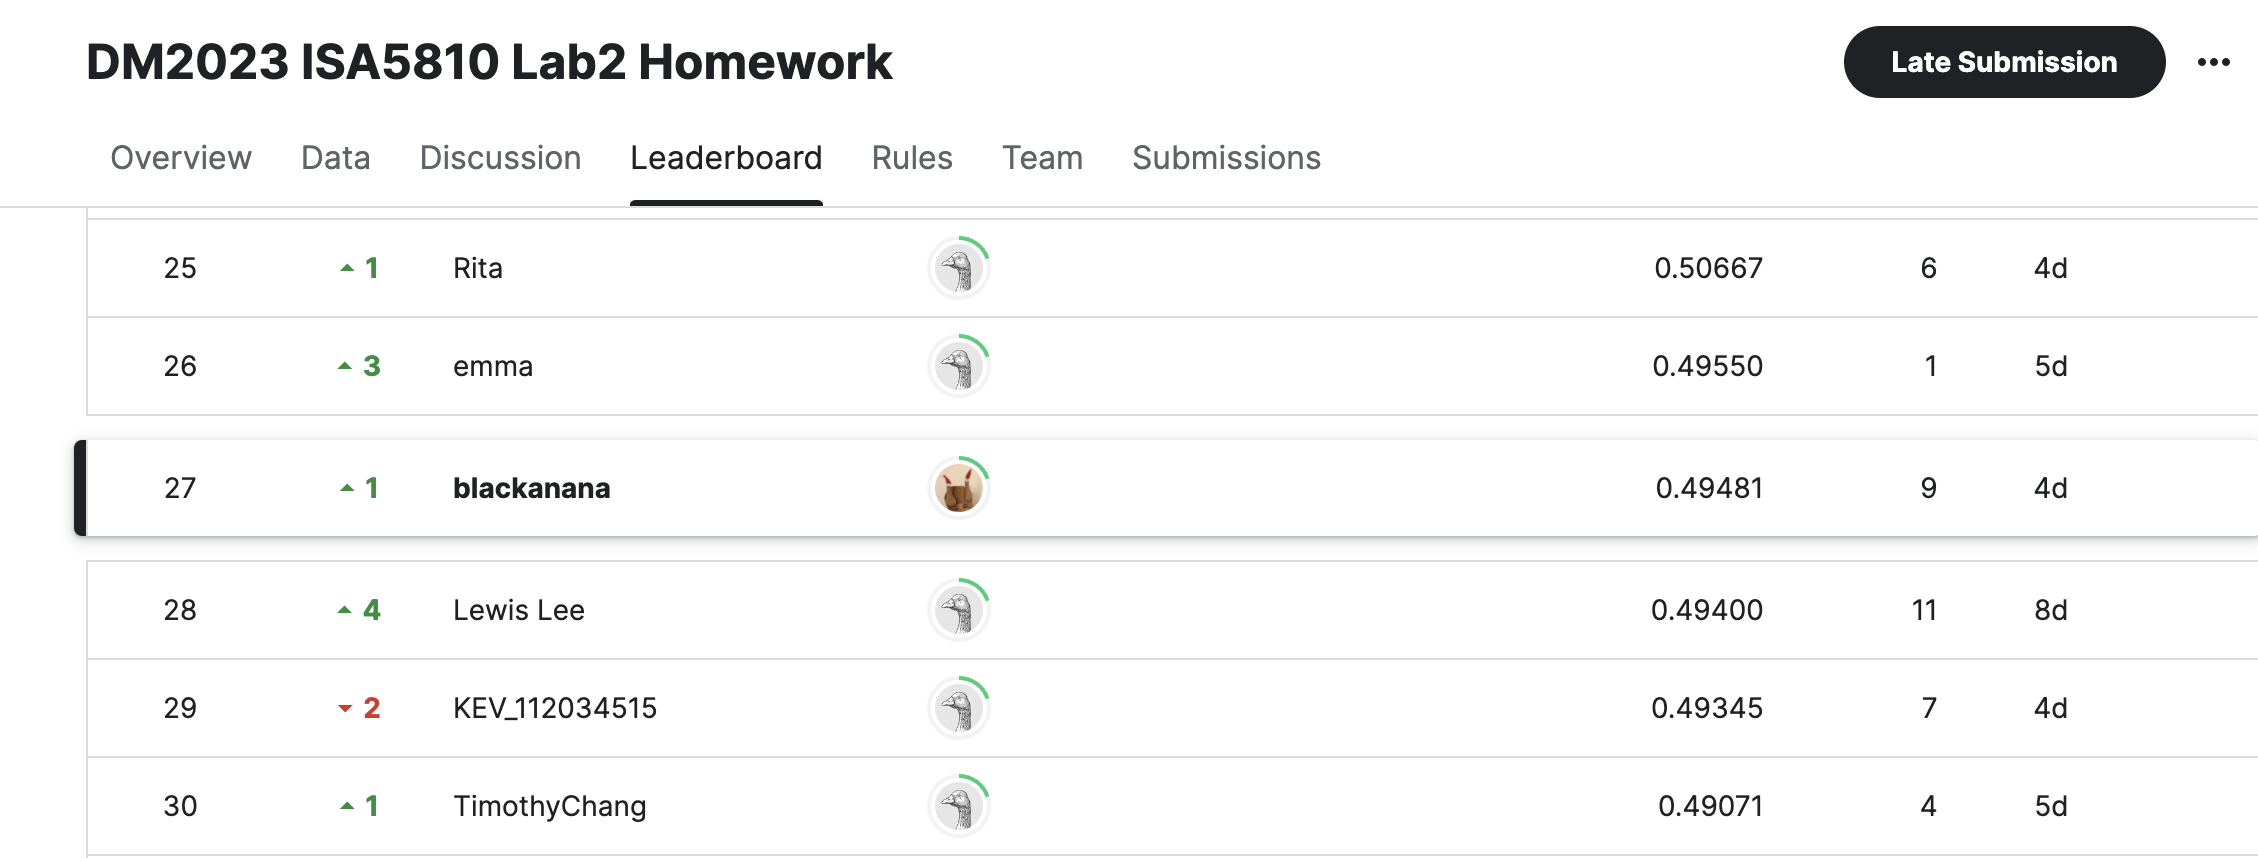 DM2023 ISA5810 Lab2 Homework
Late Submission
Overview Data Discussion Leaderboard Rules Team Submissions
25 1 Rita 0.50667 6 4d
26 3 emma 0.49550 1 5d
27 1 blackanana 0.49481 9 4d
28 4 Lewis Lee 0.49400 11 8d
29 2 KEV_112034515 0.49345 7 4d
30 1 TimothyChang 0.49071 4 5d